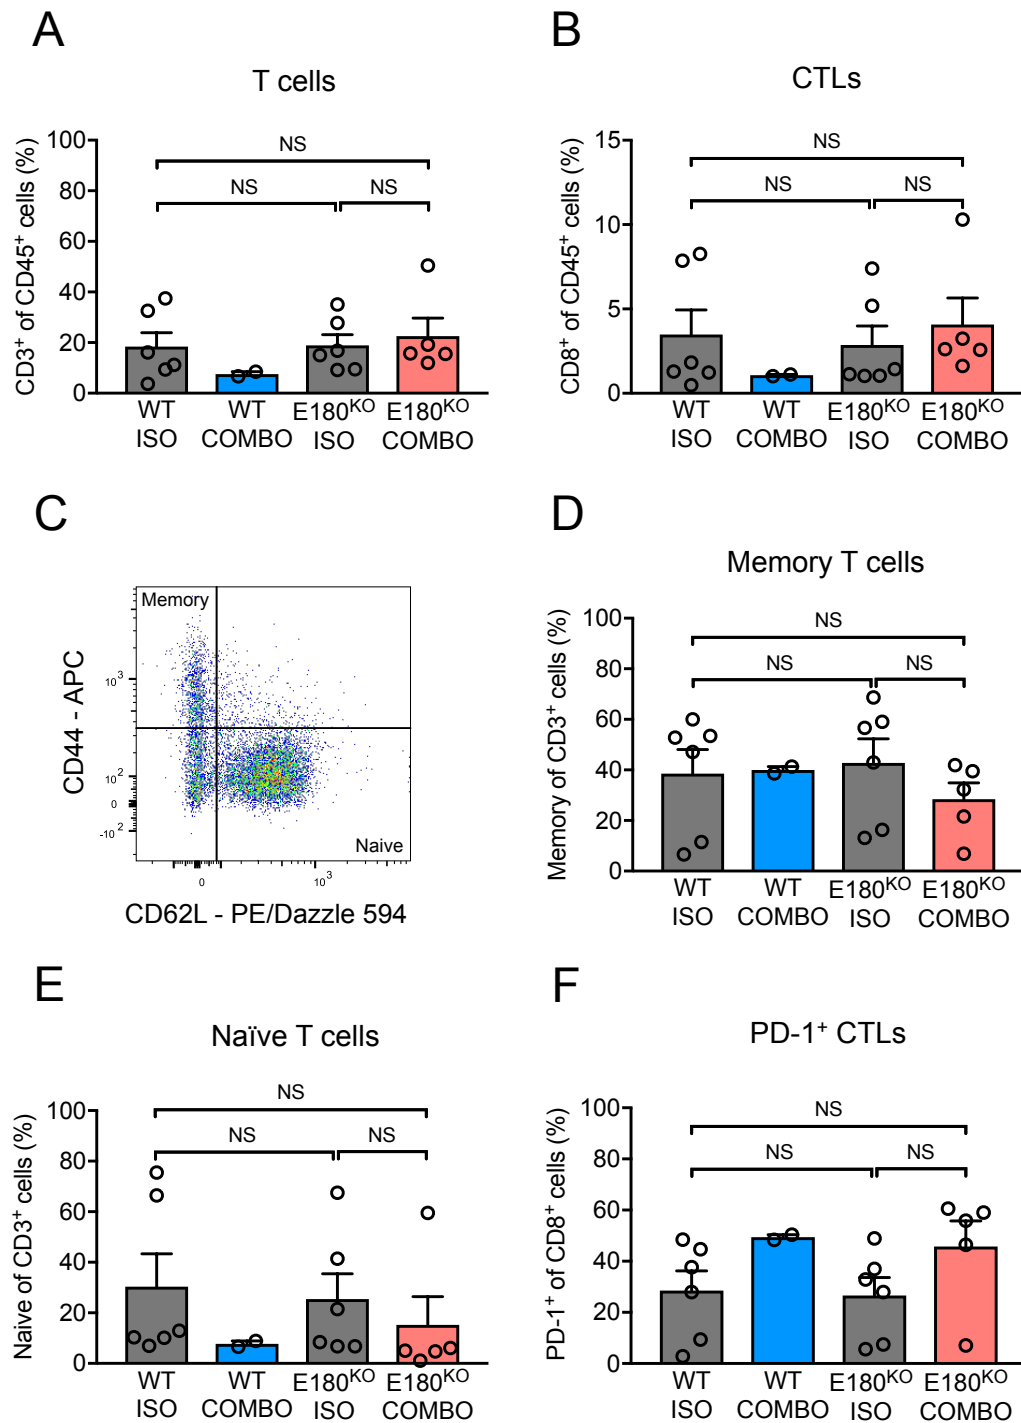 A
T cells
CD3⁺ of CD45⁺ cells (%)
100
80
60
40
20
0
NS
NS
NS
WT
ISO
WT
COMBO
E180ᴷᴼ
ISO
E180ᴷᴼ
COMBO
B
CTLs
CD8⁺ of CD45⁺ cells (%)
15
10
5
0
NS
NS
NS
WT
ISO
WT
COMBO
E180ᴷᴼ
ISO
E180ᴷᴼ
COMBO
C
Memory
Naive
CD44 - APC
10³
10²
0
-10²
0
10³
CD62L - PE/Dazzle 594
D
Memory T cells
Memory of CD3⁺ cells (%)
100
80
60
40
20
0
NS
NS
NS
WT
ISO
WT
COMBO
E180ᴷᴼ
ISO
E180ᴷᴼ
COMBO
E
Naïve T cells
Naive of CD3⁺ cells (%)
100
80
60
40
20
0
NS
NS
NS
WT
ISO
WT
COMBO
E180ᴷᴼ
ISO
E180ᴷᴼ
COMBO
F
PD-1⁺ CTLs
PD-1⁺ of CD8⁺ cells (%)
100
80
60
40
20
0
NS
NS
NS
WT
ISO
WT
COMBO
E180ᴷᴼ
ISO
E180ᴷᴼ
COMBO